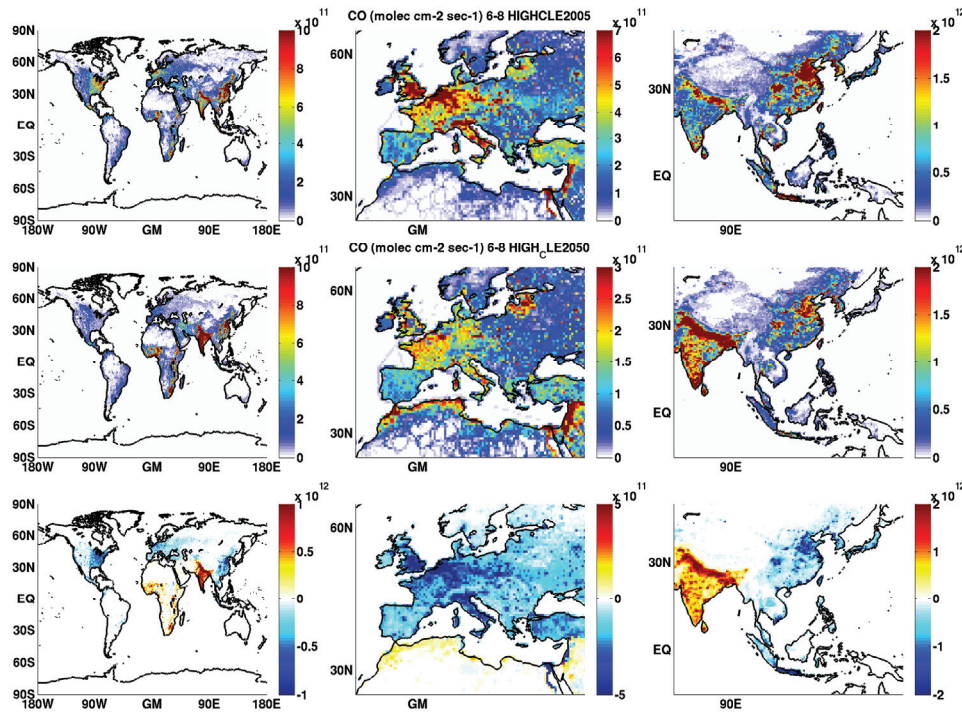 CO (molec cm-2 sec-1) 6-8 HIGHCLE2005
90N
60N
30N
EQ
30S
60S
90S
180W 90W GM 90E 180E
x 10^11
10
8
6
4
2
0
60N
30N
GM
x 10^11
7
6
5
4
3
2
1
0
30N
EQ
90E
x 10^12
2
1.5
1
0.5
0
CO (molec cm-2 sec-1) 6-8 HIGH_CLE2050
90N
60N
30N
EQ
30S
60S
90S
180W 90W GM 90E 180E
x 10^11
10
8
6
4
2
0
60N
30N
GM
x 10^11
3
2.5
2
1.5
1
0.5
0
30N
EQ
90E
x 10^12
2
1.5
1
0.5
0
90N
60N
30N
EQ
30S
60S
90S
180W 90W GM 90E 180E
x 10^12
1
0.5
0
-0.5
-1
60N
30N
GM
x 10^11
5
0
-5
30N
EQ
90E
x 10^12
2
1
0
-1
-2